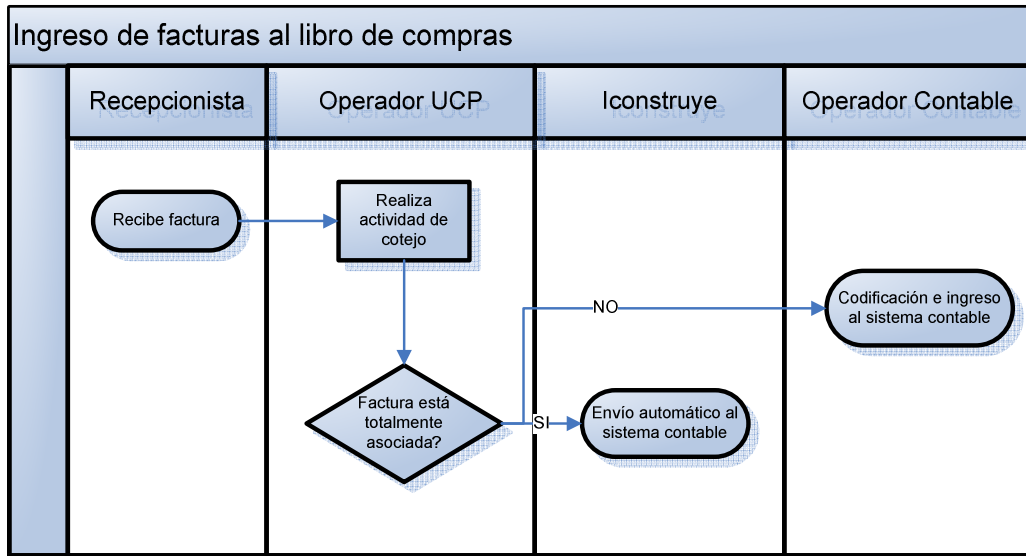 Ingreso de facturas al libro de compras
Recepcionista
Operador UCP
Iconstruye
Operador Contable
Recibe factura
Realiza
actividad de
cotejo
Codificación e ingreso
al sistema contable
NO
Factura está
totalmente
asociada?
SI
Envío automático al
sistema contable